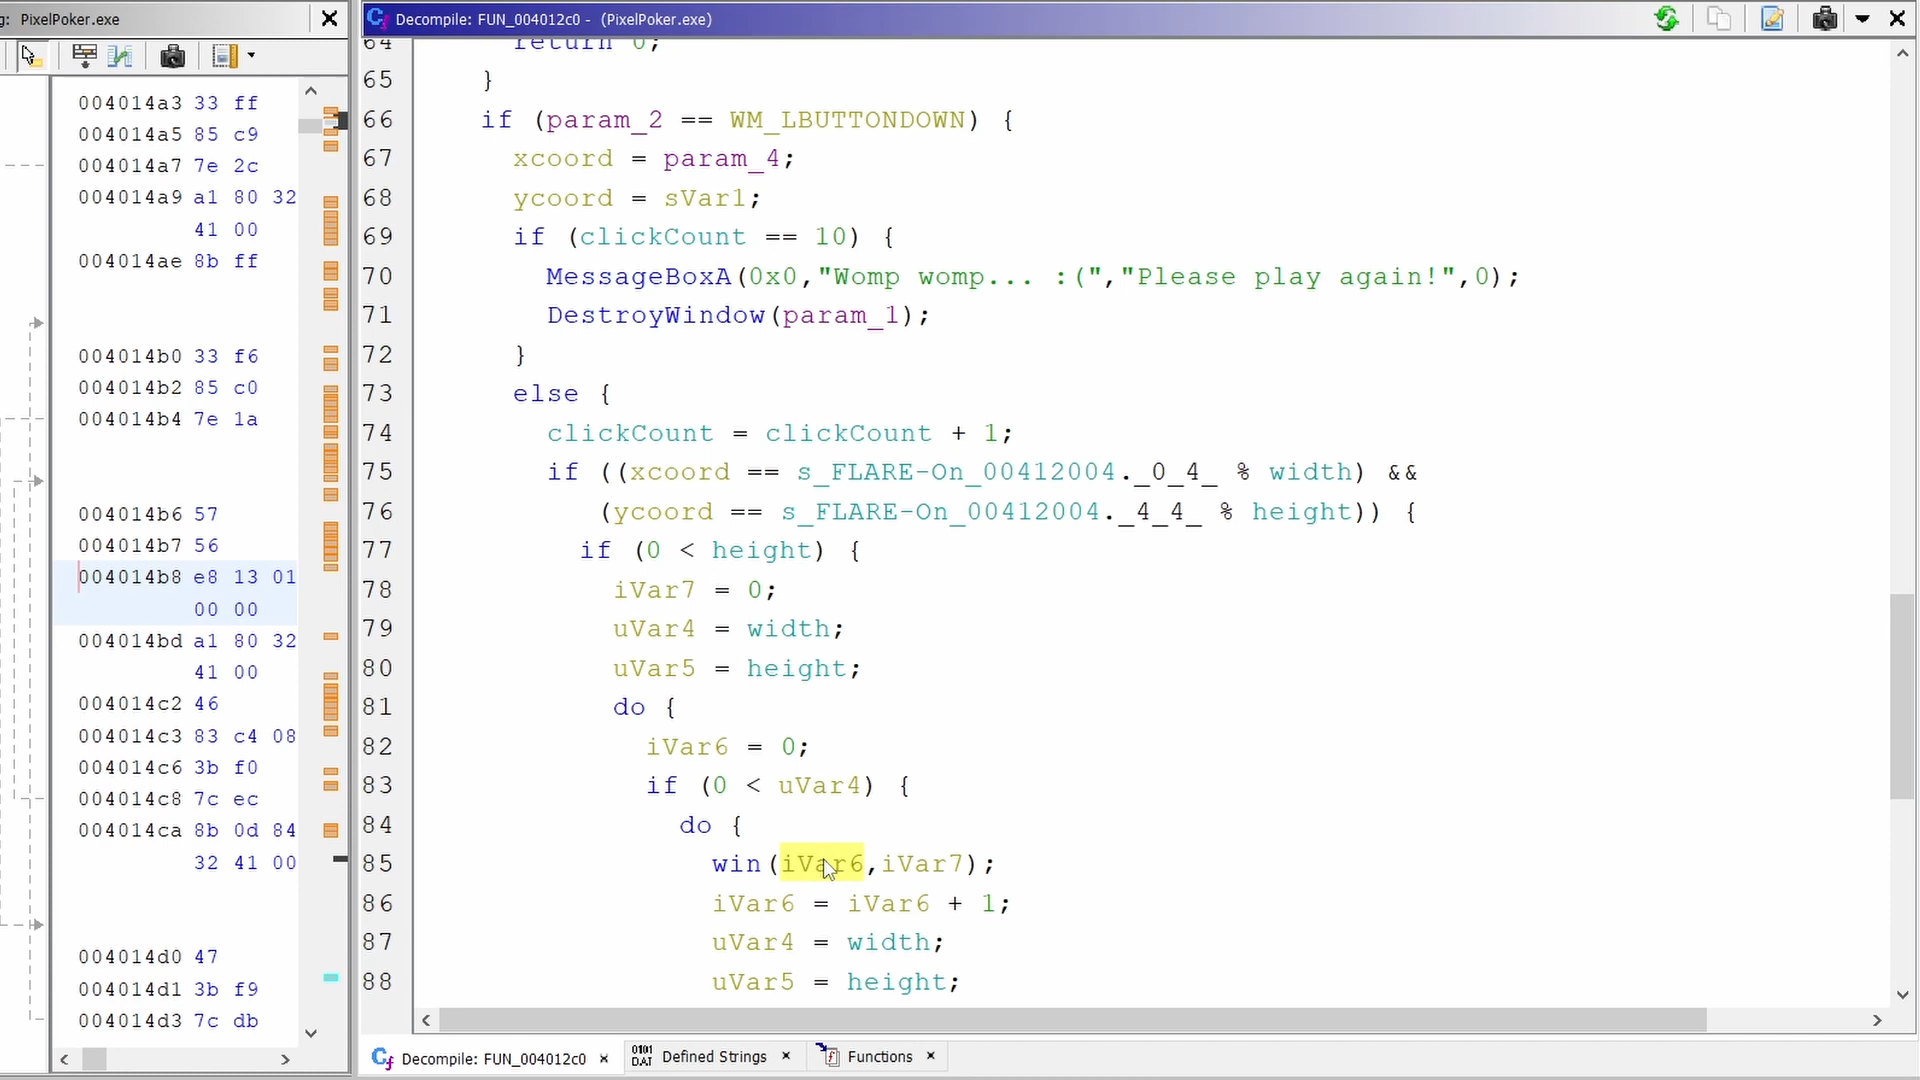 g: PixelPoker.exe
004014a3 33 ff
004014a5 85 c9
004014a7 7e 2c
004014a9 a1 80 32
41 00
004014ae 8b ff
004014b0 33 f6
004014b2 85 c0
004014b4 7e 1a
004014b6 57
004014b7 56
004014b8 e8 13 01
00 00
004014bd a1 80 32
41 00
004014c2 46
004014c3 83 c4 08
004014c6 3b f0
004014c8 7c ec
004014ca 8b 0d 84
32 41 00
004014d0 47
004014d1 3b f9
004014d3 7c db
Decompile: FUN_004012c0 - (PixelPoker.exe)
64 return 0;
65 }
66 if (param_2 == WM_LBUTTONDOWN) {
67 xcoord = param_4;
68 ycoord = sVar1;
69 if (clickCount == 10) {
70 MessageBoxA(0x0,"Womp womp... :(","Please play again!",0);
71 DestroyWindow(param_1);
72 }
73 else {
74 clickCount = clickCount + 1;
75 if ((xcoord == s_FLARE-On_00412004._0_4_ % width) &&
76 (ycoord == s_FLARE-On_00412004._4_4_ % height)) {
77 if (0 < height) {
78 iVar7 = 0;
79 uVar4 = width;
80 uVar5 = height;
81 do {
82 iVar6 = 0;
83 if (0 < uVar4) {
84 do {
85 win(iVar6,iVar7);
86 iVar6 = iVar6 + 1;
87 uVar4 = width;
88 uVar5 = height;
Decompile: FUN_004012c0
Defined Strings
Functions